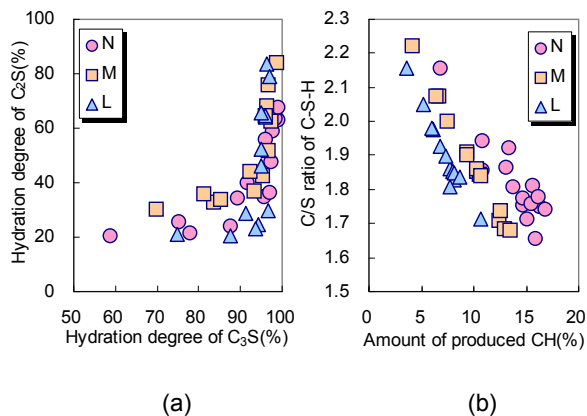 100
80
60
40
20
0
50 60 70 80 90 100
Hydration degree of C₂S(%)
Hydration degree of C₃S(%)
N
M
L
(a)
2.3
2.2
2.1
2.0
1.9
1.8
1.7
1.6
1.5
0 5 10 15 20
C/S ratio of C-S-H
Amount of produced CH(%)
N
M
L
(b)